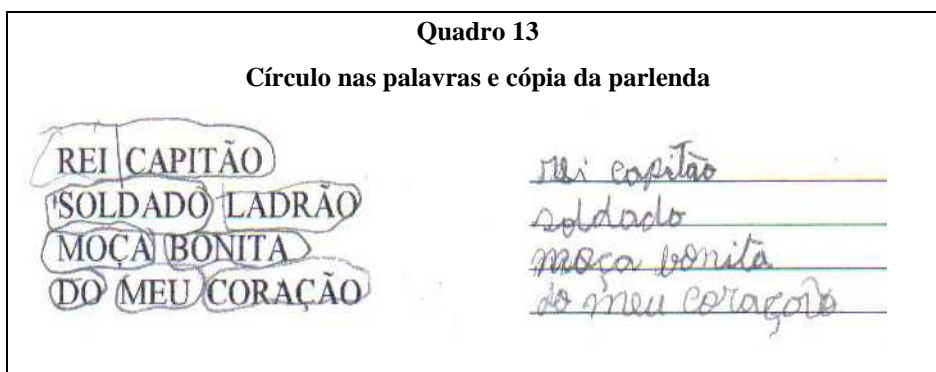 Quadro 13
Círculo nas palavras e cópia da parlenda
REI CAPITÃO
SOLDADO LADRÃO
MOÇA BONITA
DO MEU CORAÇÃO
rei capitão
soldado
moça bonita
do meu coração